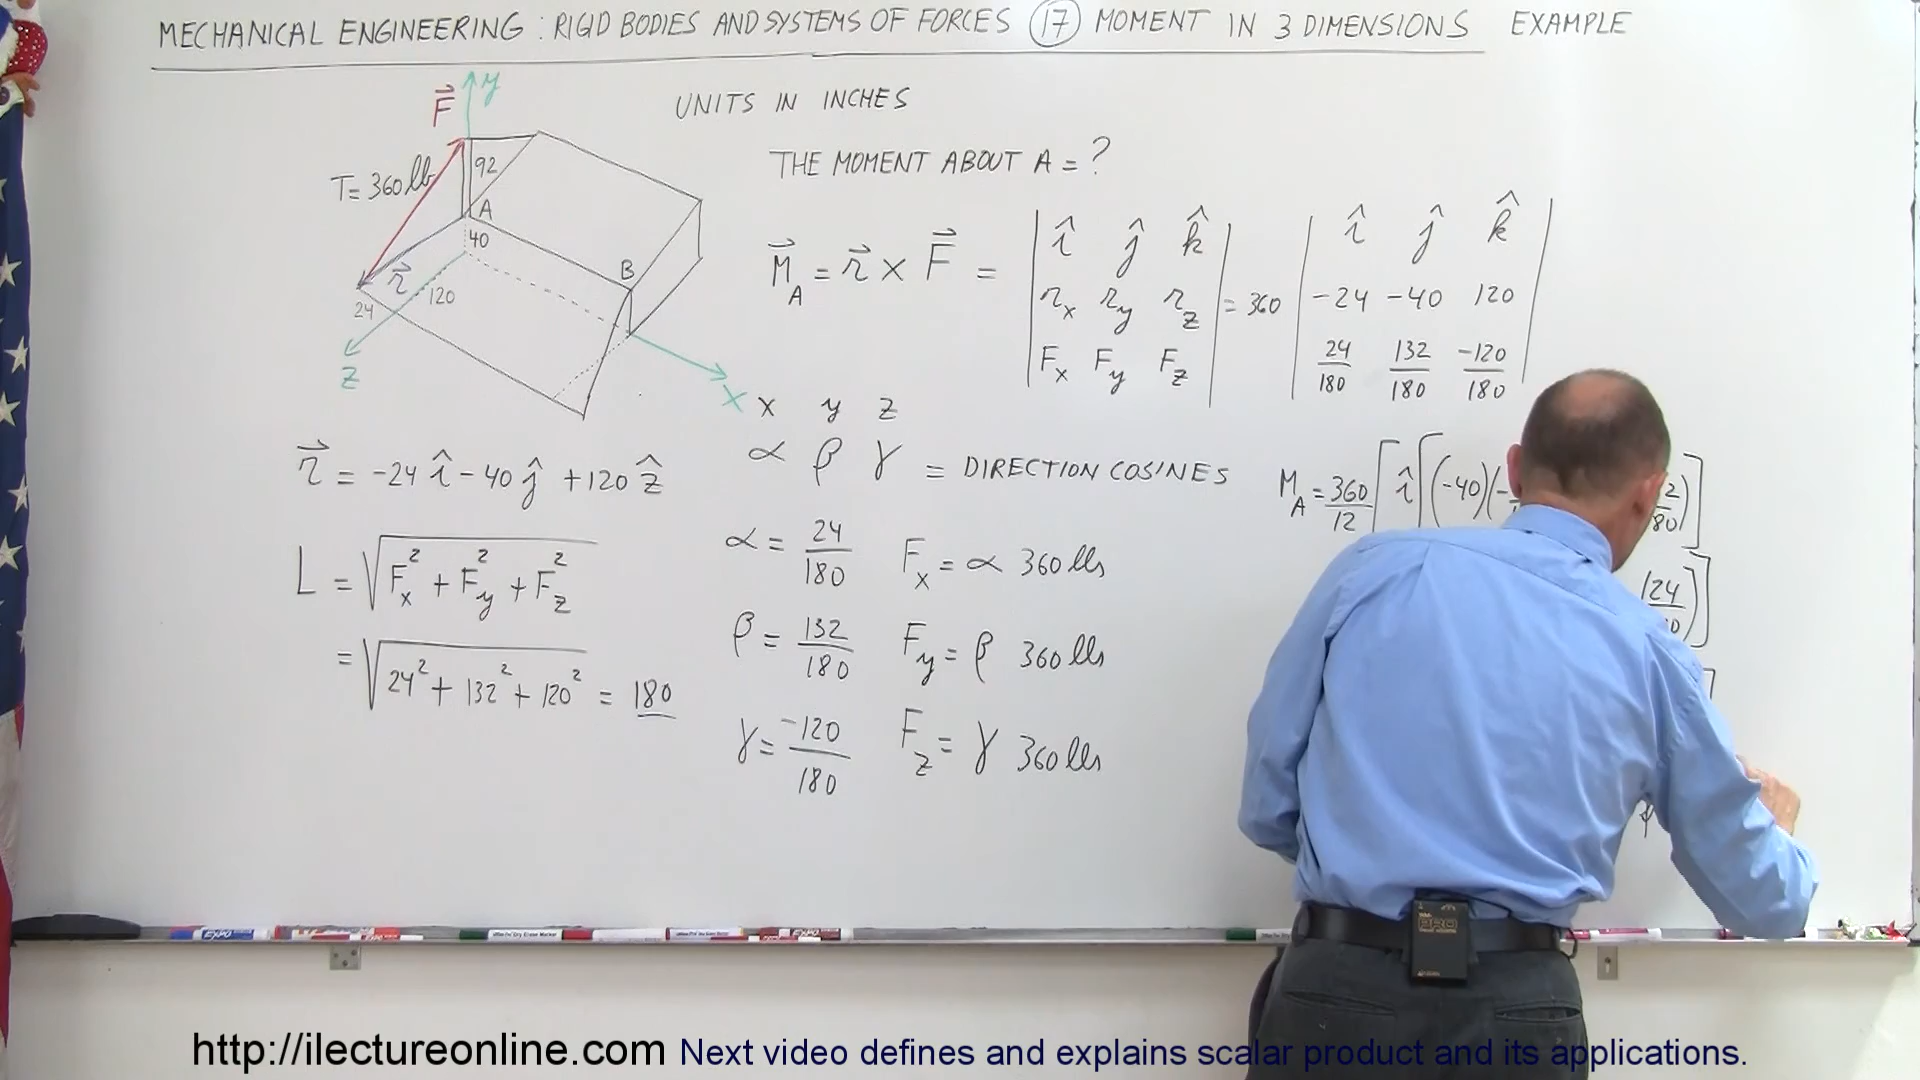 MECHANICAL ENGINEERING : RIGID BODIES AND SYSTEMS OF FORCES (17) MOMENT IN 3 DIMENSIONS EXAMPLE
F⃗ y
UNITS IN INCHES
T = 360 lb
92
THE MOMENT ABOUT A = ?
A
40
B
r⃗
120
24
Z
X
M⃗_A = r⃗ × F⃗ = | î ĵ k̂ | = 360 | î ĵ k̂ |
r_x r_y r_z
-24 -40 120
F_x F_y F_z
24/180 132/180 -120/180
x y z
α β γ = DIRECTION COSINES
r⃗ = -24 î - 40 ĵ + 120 ẑ
α = 24/180 F_x = α 360 lbs
L = √(F_x² + F_y² + F_z²)
β = 132/180 F_y = β 360 lbs
= √(24² + 132² + 120²) = 180
γ = -120/180 F_z = γ 360 lbs
M_A = 360/12 [ î [ (-40)(-
EXPO
http://ilectureonline.com Next video defines and explains scalar product and its applications.